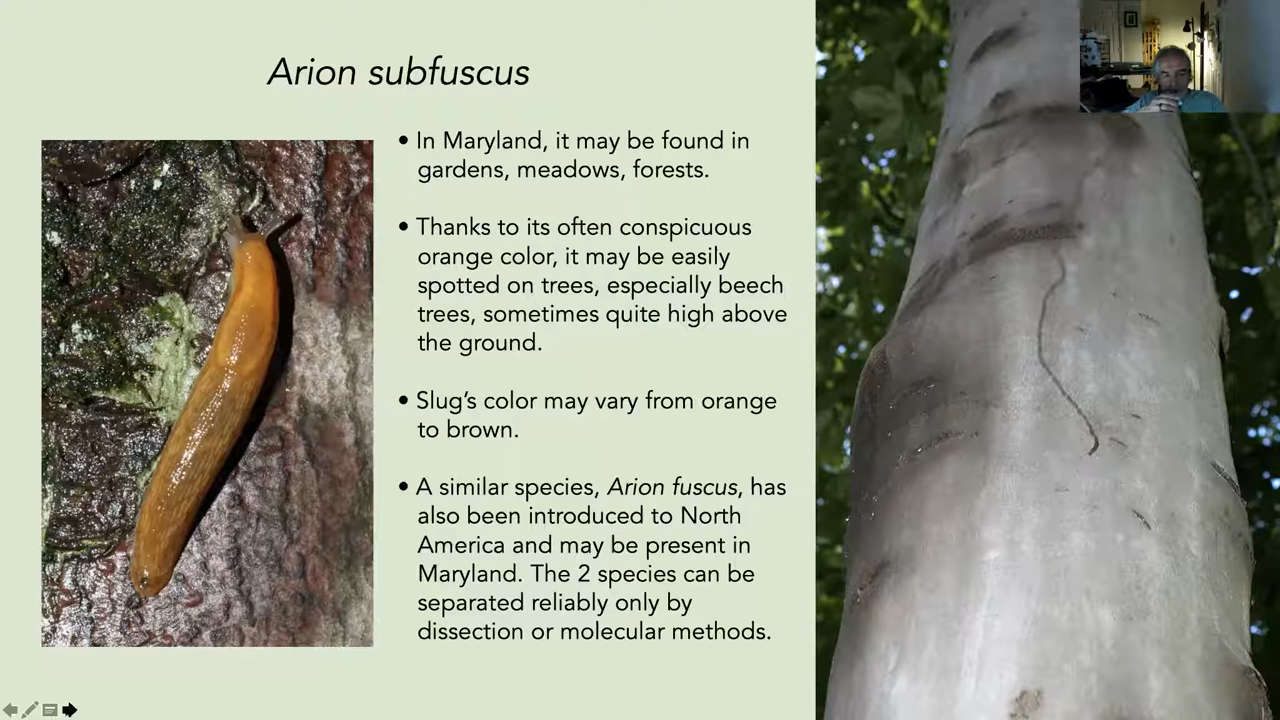 Arion subfuscus
• In Maryland, it may be found in
gardens, meadows, forests.
• Thanks to its often conspicuous
orange color, it may be easily
spotted on trees, especially beech
trees, sometimes quite high above
the ground.
• Slug’s color may vary from orange
to brown.
• A similar species, Arion fuscus, has
also been introduced to North
America and may be present in
Maryland. The 2 species can be
separated reliably only by
dissection or molecular methods.